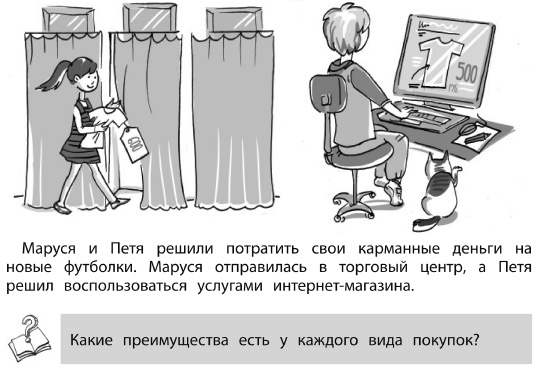 500
Маруся и Петя решили потратить свои карманные деньги на
новые футболки. Маруся отправилась в торговый центр, а Петя
решил воспользоваться услугами интернет-магазина.
Какие преимущества есть у каждого вида покупок?